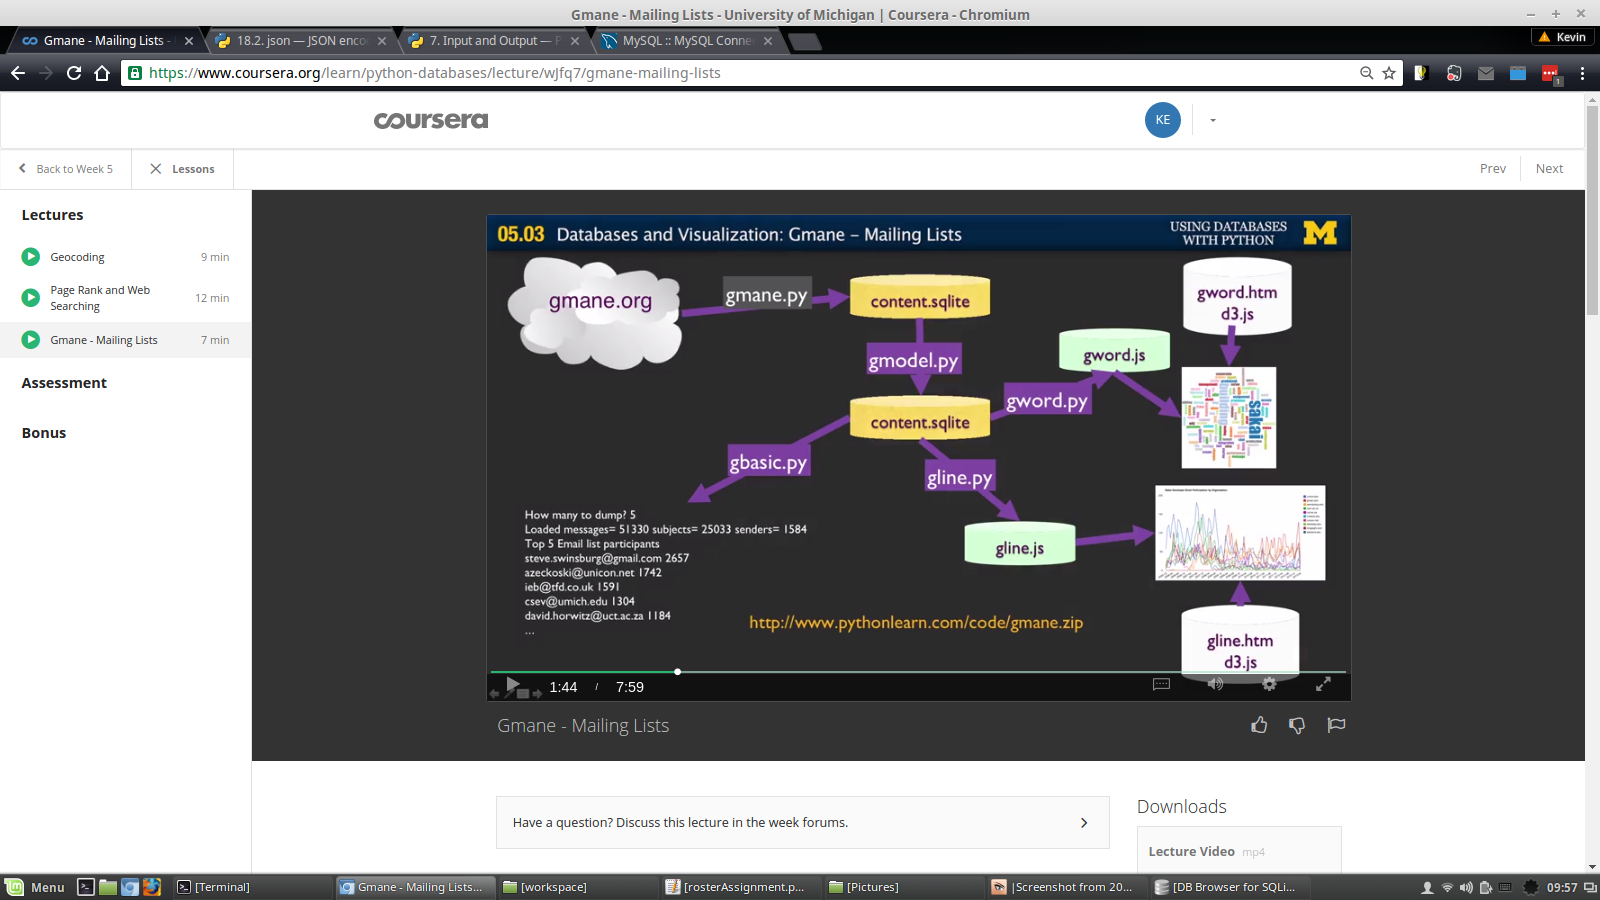 Gmane - Mailing Lists - University of Michigan | Coursera - Chromium
Gmane - Mailing Lists -
18.2. json — JSON enco
7. Input and Output — P
MySQL :: MySQL Conne
Kevin
https://www.coursera.org/learn/python-databases/lecture/wJfq7/gmane-mailing-lists
1
coursera
KE
Back to Week 5
Lessons
Prev
Next
Lectures
Geocoding
9 min
Page Rank and Web
Searching
12 min
Gmane - Mailing Lists
7 min
Assessment
Bonus
05.03 Databases and Visualization: Gmane – Mailing Lists
USING DATABASES
WITH PYTHON
M
gmane.org
gmane.py
content.sqlite
gword.htm
d3.js
gmodel.py
gword.js
gword.py
content.sqlite
sakai
gbasic.py
gline.py
How many to dump? 5
Loaded messages= 51330 subjects= 25033 senders= 1584
Top 5 Email list participants
steve.swinsburg@gmail.com 2657
azeckoski@unicon.net 1742
ieb@tfd.co.uk 1591
csev@umich.edu 1304
david.horwitz@uct.ac.za 1184
...
gline.js
http://www.pythonlearn.com/code/gmane.zip
gline.htm
d3.js
1:44 / 7:59
Gmane - Mailing Lists
Have a question? Discuss this lecture in the week forums.
Downloads
Lecture Video mp4
Menu
[Terminal]
Gmane - Mailing Lists...
[workspace]
[rosterAssignment.p...
[Pictures]
|Screenshot from 20...
[DB Browser for SQLi...
09:57